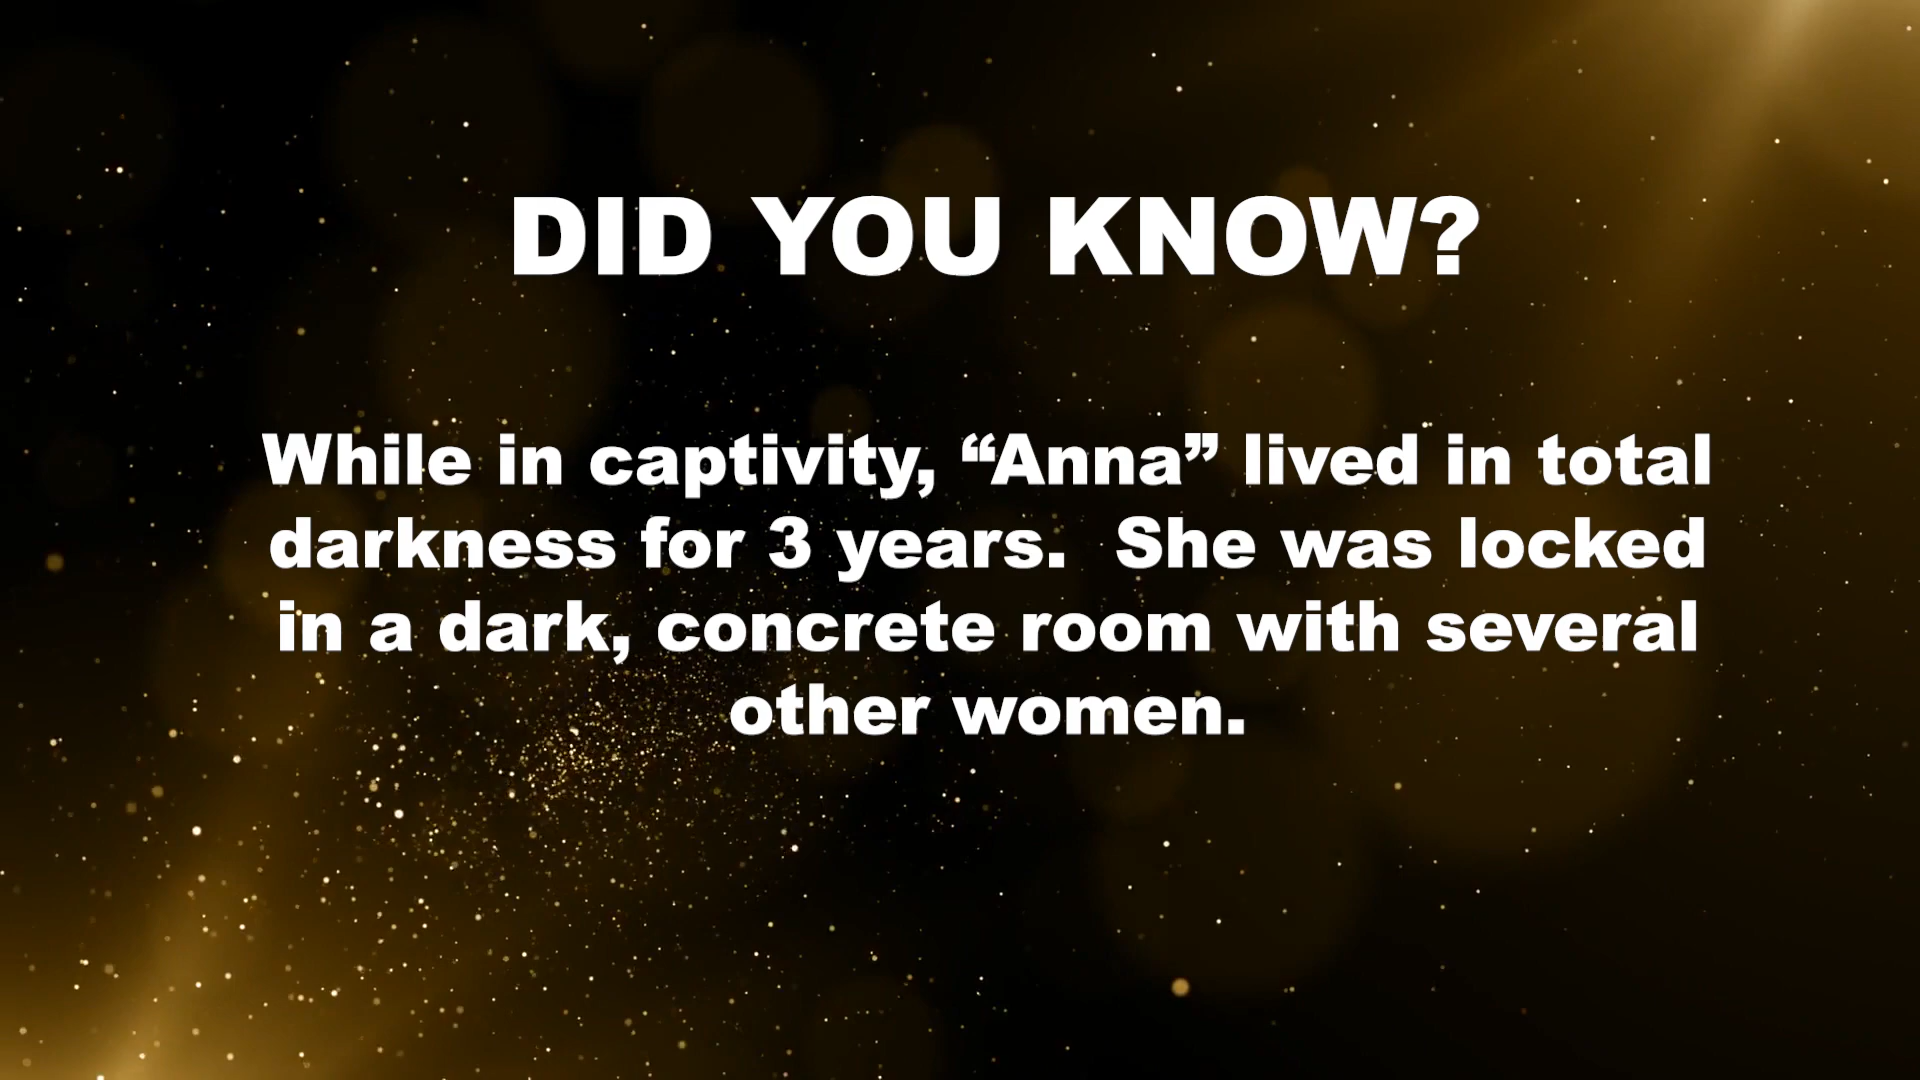 DID YOU KNOW?
While in captivity, “Anna” lived in total
darkness for 3 years.  She was locked
in a dark, concrete room with several
other women.